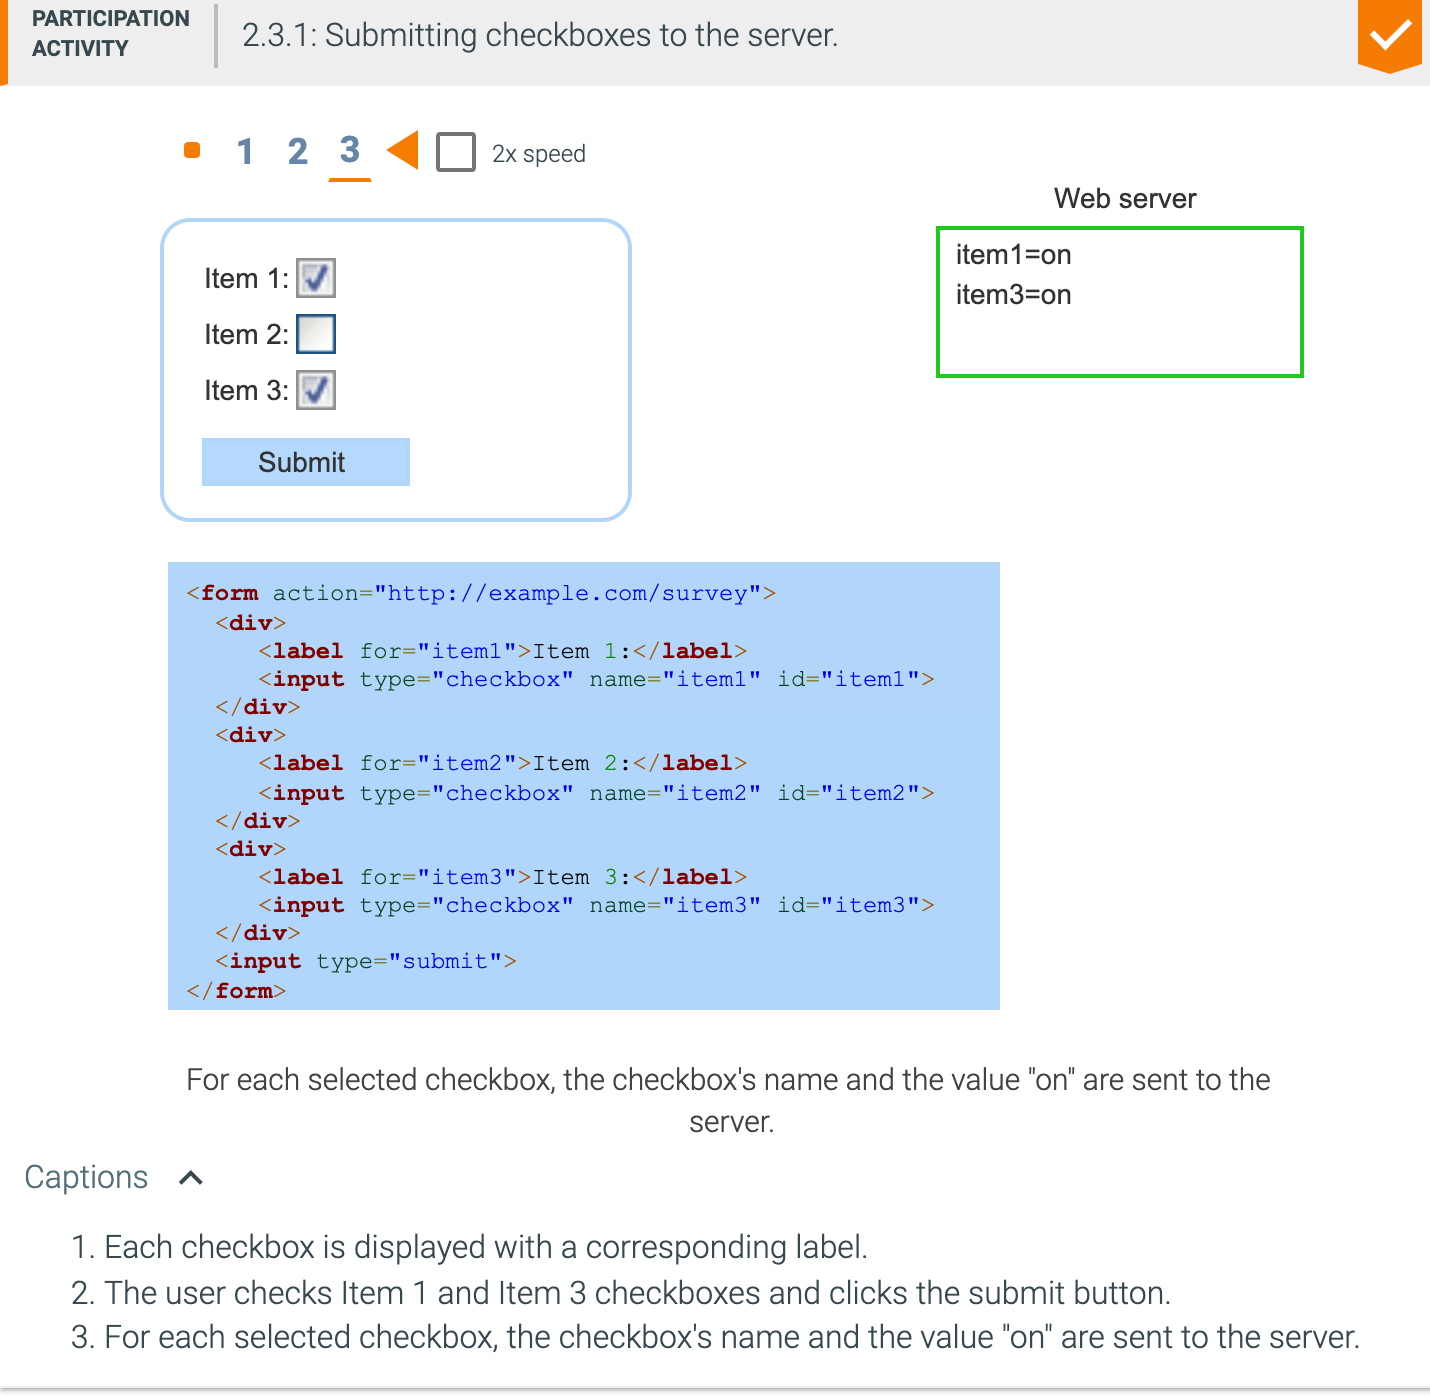 PARTICIPATION
ACTIVITY
2.3.1: Submitting checkboxes to the server.
1 2 3 2x speed
Web server
item1=on
item3=on
Item 1:
Item 2:
Item 3:
Submit
<form action="http://example.com/survey">
<div>
<label for="item1">Item 1:</label>
<input type="checkbox" name="item1" id="item1">
</div>
<div>
<label for="item2">Item 2:</label>
<input type="checkbox" name="item2" id="item2">
</div>
<div>
<label for="item3">Item 3:</label>
<input type="checkbox" name="item3" id="item3">
</div>
<input type="submit">
</form>
For each selected checkbox, the checkbox's name and the value "on" are sent to the
server.
Captions
1. Each checkbox is displayed with a corresponding label.
2. The user checks Item 1 and Item 3 checkboxes and clicks the submit button.
3. For each selected checkbox, the checkbox's name and the value "on" are sent to the server.